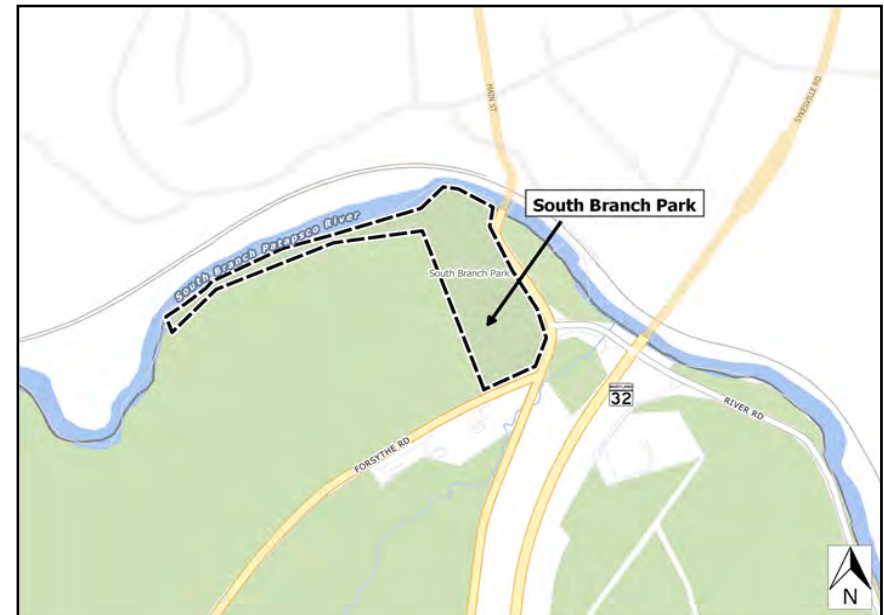 MAIN ST
SYKESVILLE RD
South Branch Park
South Branch Patapsco River
South Branch Park
MARYLAND
32
RIVER RD
FORSYTHE RD
N